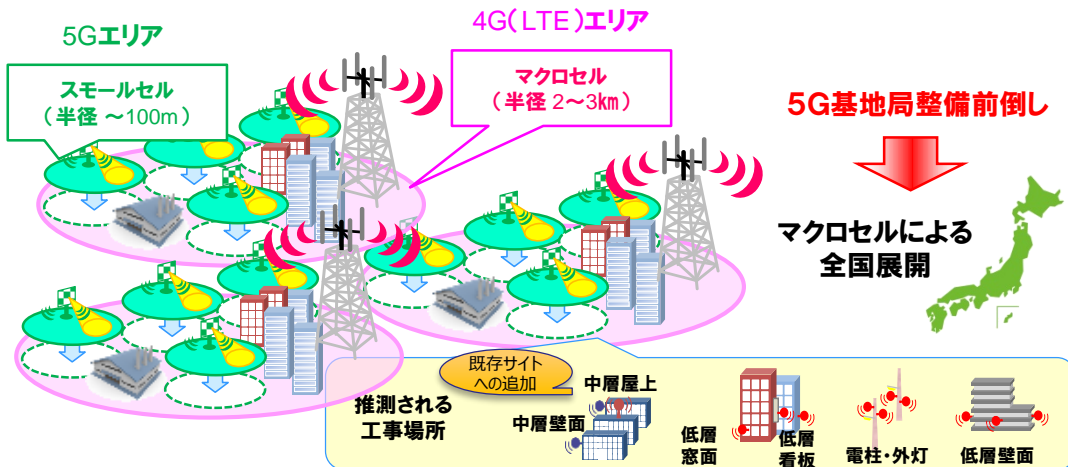 5Gエリア
スモールセル
(半径 ～100m)
4G(LTE)エリア
マクロセル
(半径 2～3㎞)
5G基地局整備前倒し
マクロセルによる
全国展開
既存サイト
への追加
推測される
工事場所
中層屋上
中層壁面
低層
窓面
低層
看板
電柱・外灯
低層壁面